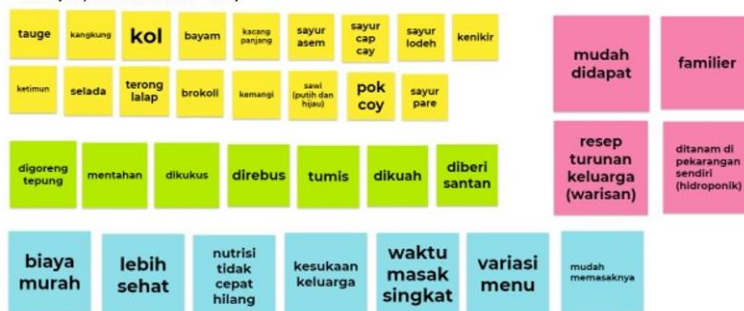 tauge
kangkung
kol
bayam
kacang
panjang
sayur
asem
sayur
cap
cay
sayur
lodeh
kenikir
ketimun
selada
terong
lalap
brokoli
kemangi
sawi
(putih dan
hijau)
pok
coy
sayur
pare
digoreng
tepung
mentahan
dikukus
direbus
tumis
dikuah
diberi
santan
biaya
murah
lebih
sehat
nutrisi
tidak
cepat
hilang
kesukaan
keluarga
waktu
masak
singkat
variasi
menu
mudah
memasaknya
mudah
didapat
familier
resep
turunan
keluarga
(warisan)
ditanam di
pekarangan
sendiri
(hidroponik)